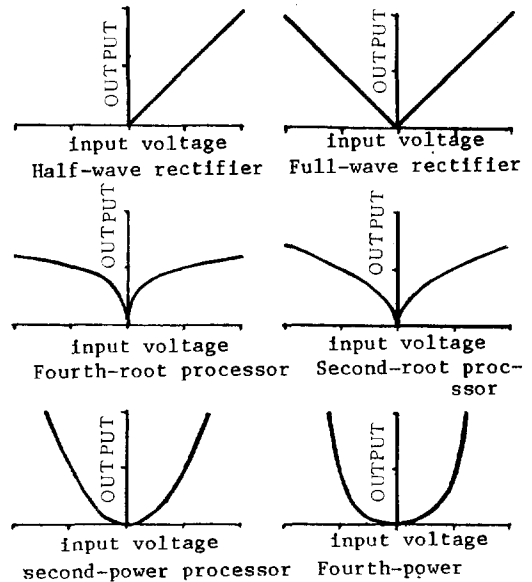 OUTPUT
OUTPUT
input voltage
input voltage
Half-wave rectifier
Full-wave rectifier
OUTPUT
OUTPUT
input voltage
input voltage
Fourth-root processor
Second-root proc-
ssor
OUTPUT
OUTPUT
input voltage
input voltage
second-power processor
Fourth-power